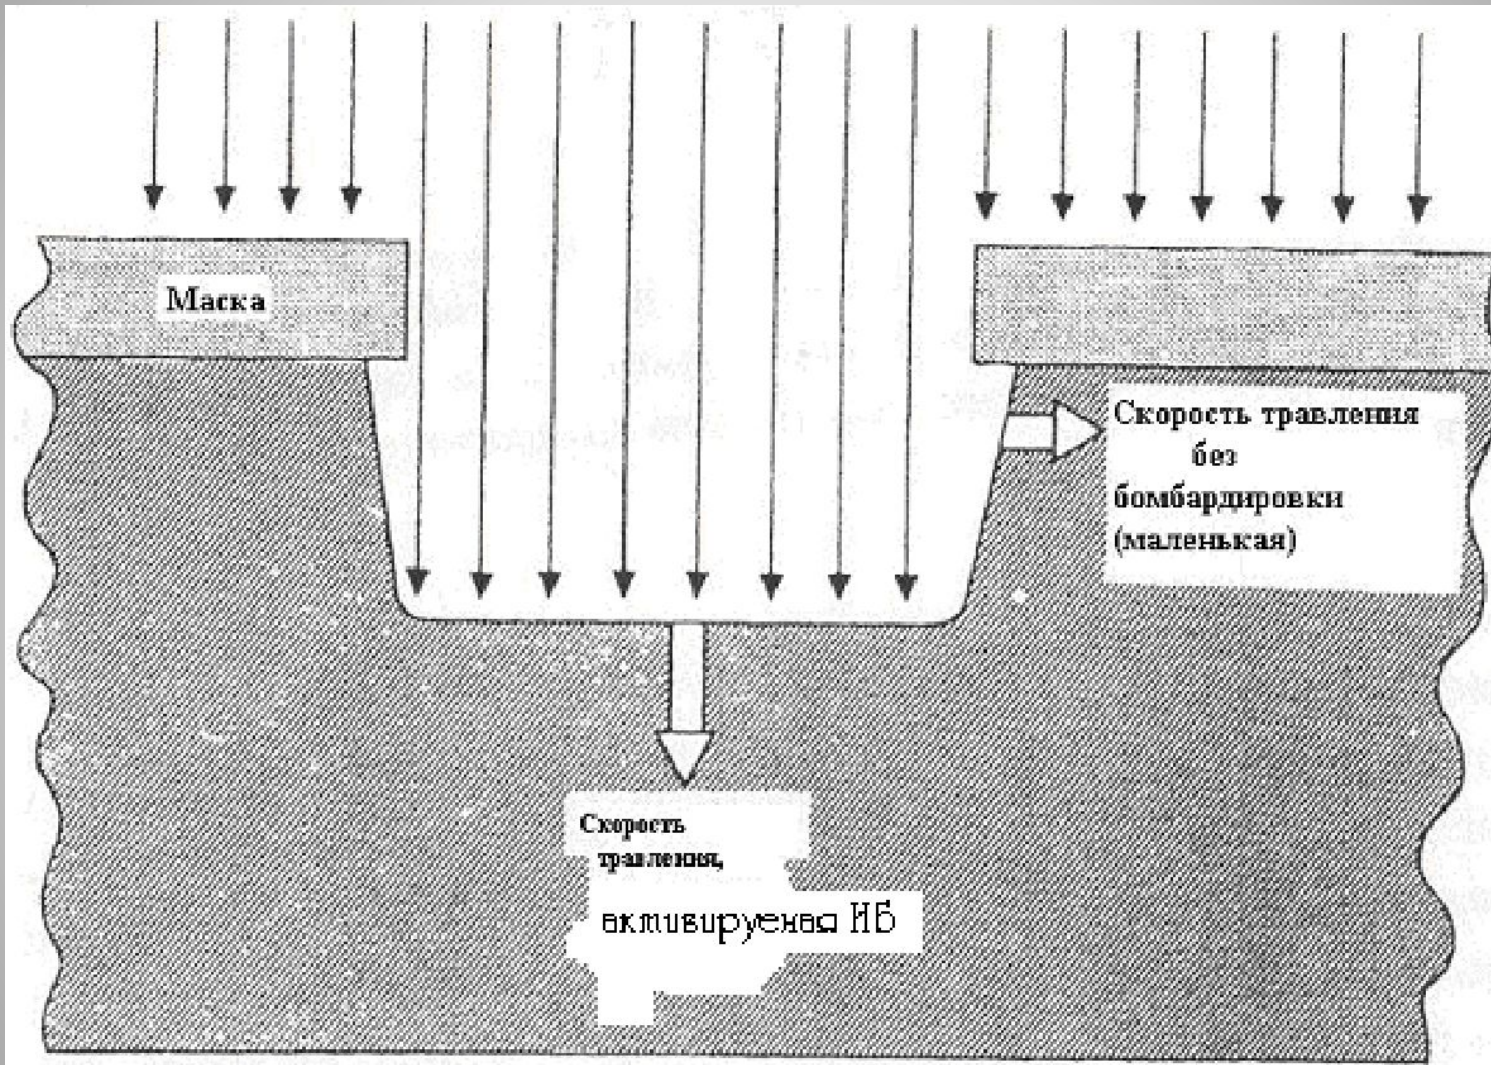 Маска
Скорость травления
без
бомбардировки
(маленькая)
Скорость
травления,
активируемая ИБ